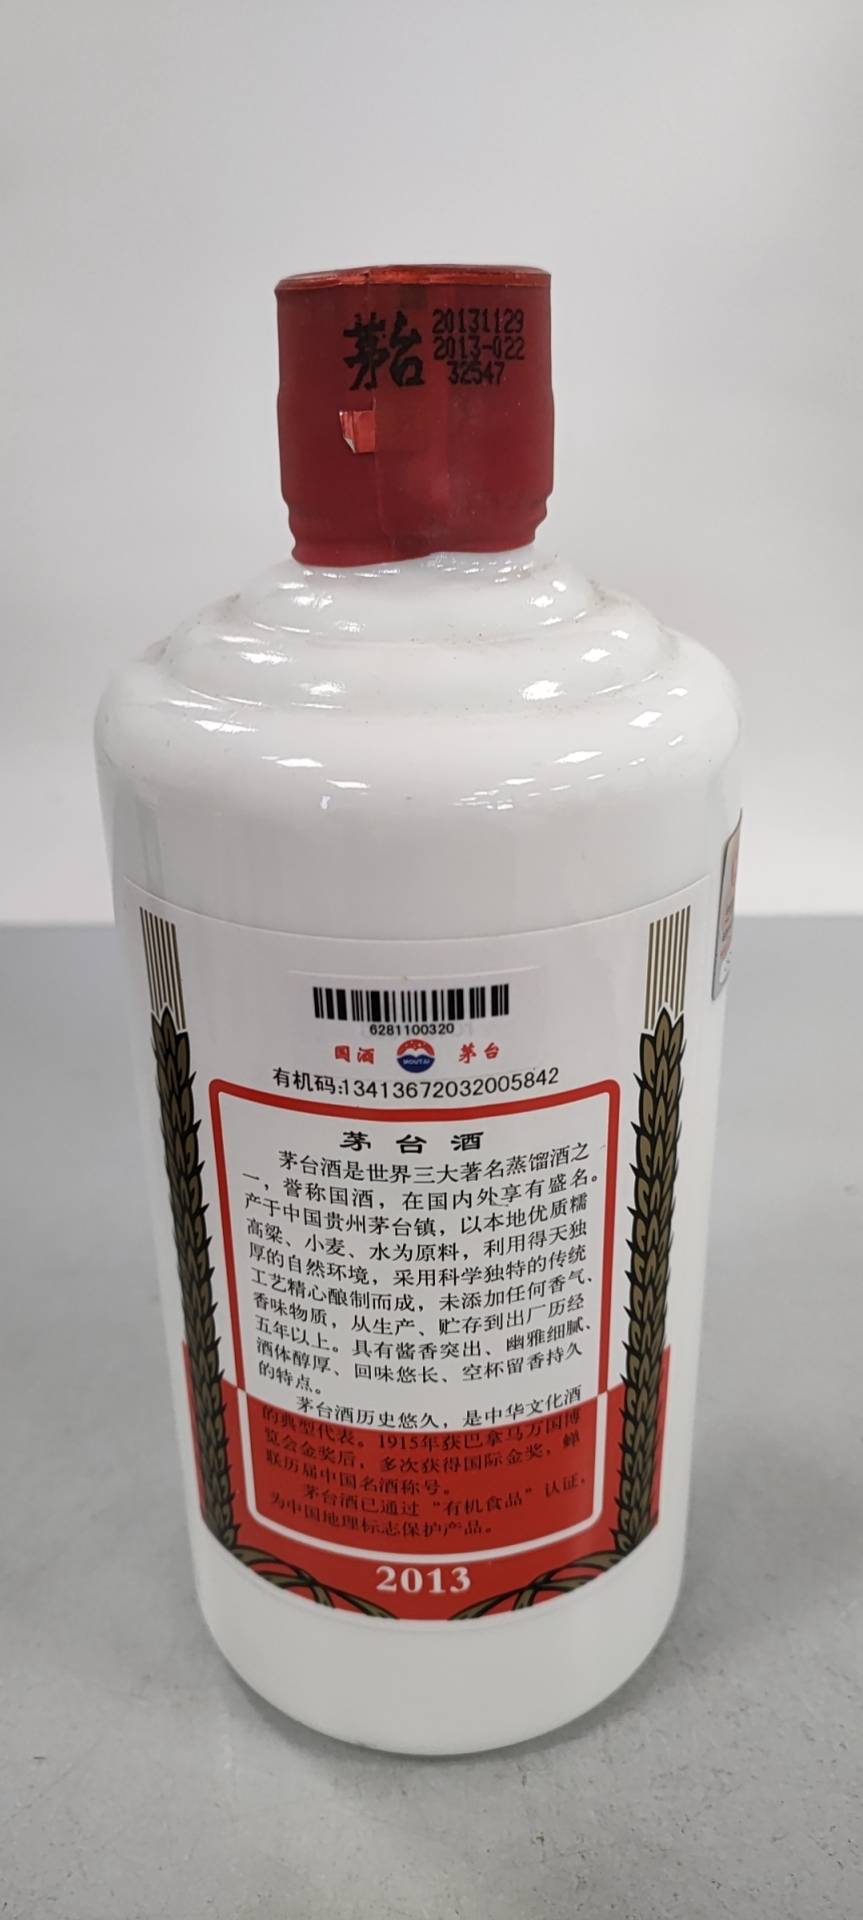 茅台
20131129
2013-022
32547
6281100320
国酒 MOUTAI 茅台
有机码:13413672032005842
茅台酒
茅台酒是世界三大著名蒸馏酒之
一，誉称国酒，在国内外享有盛名。
产于中国贵州茅台镇，以本地优质糯
高粱、小麦、水为原料，利用得天独
厚的自然环境，采用科学独特的传统
工艺精心酿制而成，未添加任何香气、
香味物质，从生产、贮存到出厂历经
五年以上。具有酱香突出、幽雅细腻、
酒体醇厚、回味悠长、空杯留香持久
的特点。
茅台酒历史悠久，是中华文化酒
的典型代表。1915年获巴拿马万国博
览会金奖后，多次获得国际金奖，蝉
联历届中国名酒称号。
茅台酒已通过“有机食品”认证，
为中国地理标志保护产品。
2013